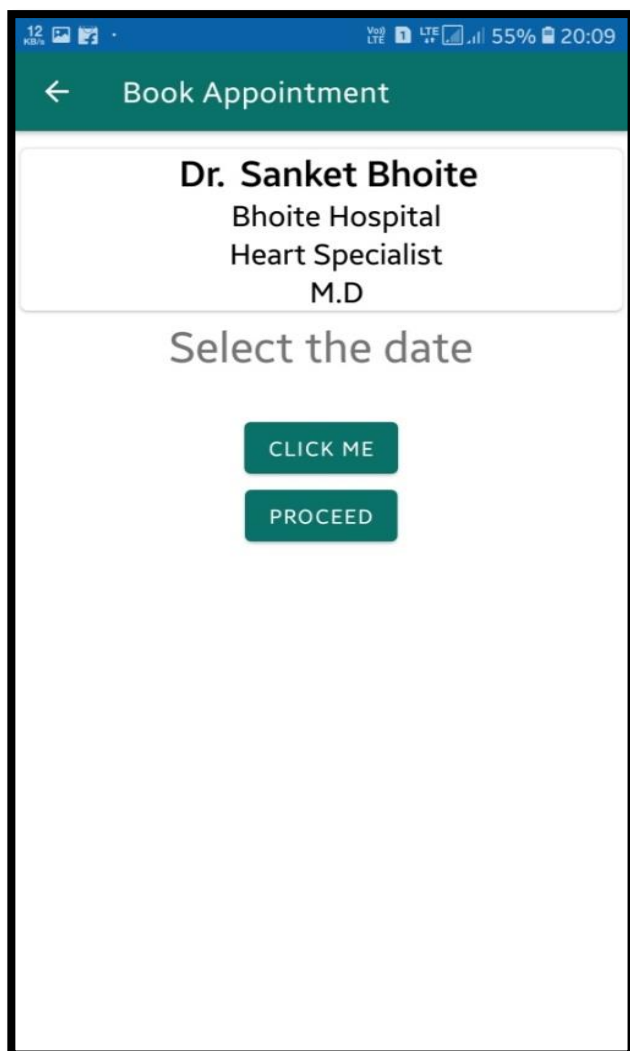 12
KB/s
Vo))
LTE 1 LTE 55% 20:09
Book Appointment
Dr. Sanket Bhoite
Bhoite Hospital
Heart Specialist
M.D
Select the date
CLICK ME
PROCEED